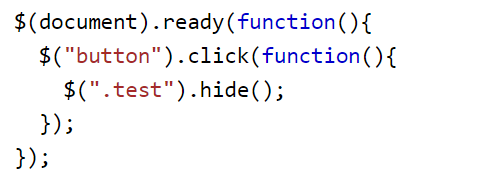 $(document).ready(function(){
  $("button").click(function(){
    $(".test").hide();
  });
});